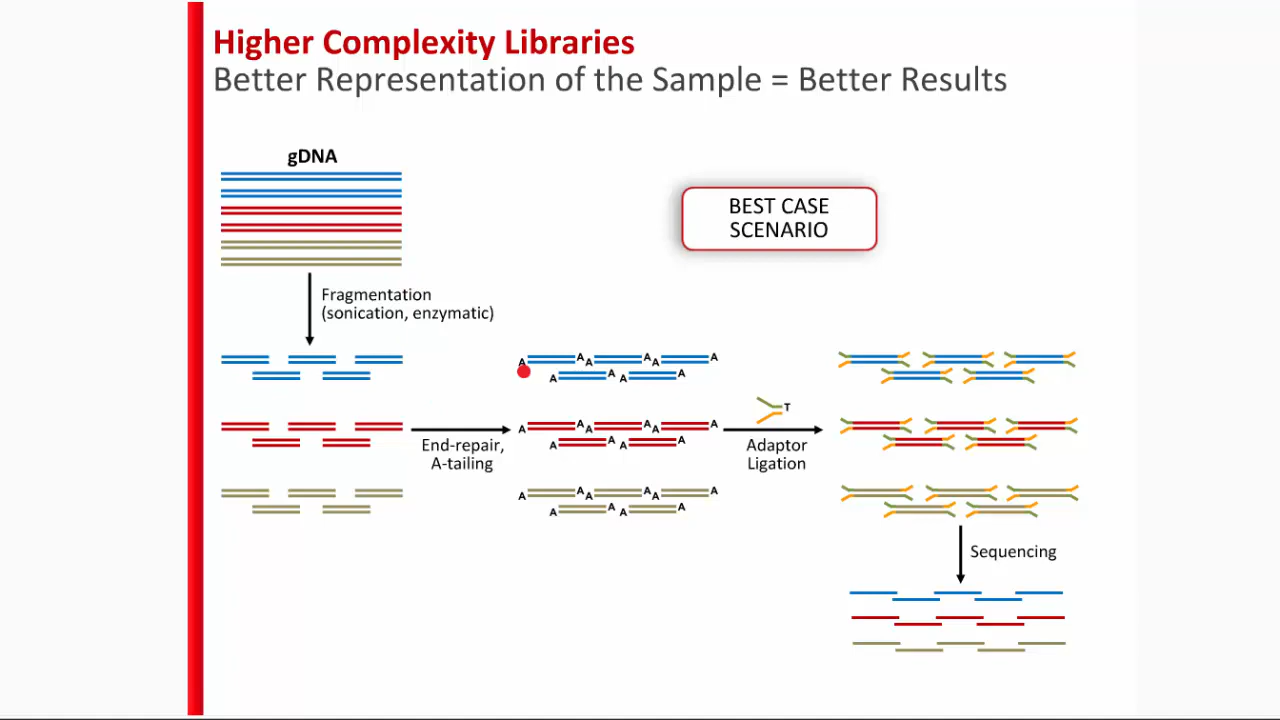 Higher Complexity Libraries
Better Representation of the Sample = Better Results
gDNA
BEST CASE
SCENARIO
Fragmentation
(sonication, enzymatic)
A A A A A A
A A A A
T
A A A A A A
A A A A
End-repair,
A-tailing
Adaptor
Ligation
A A A A A A
A A A A
Sequencing